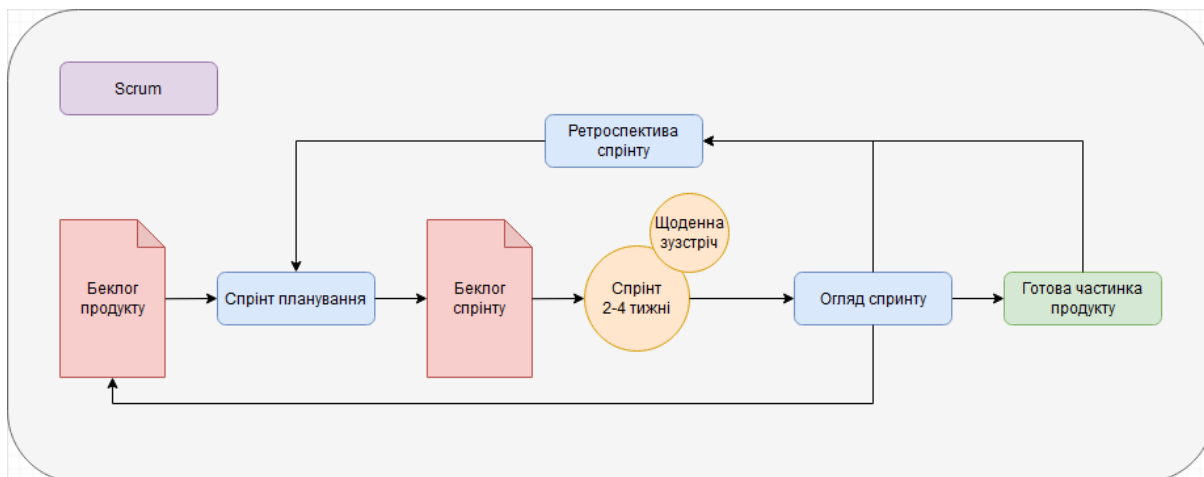 Scrum
Ретроспектива
спрінту
Щоденна
зузстріч
Беклог
продукту
Спрінт планування
Беклог
спрінту
Спрінт
2-4 тижні
Огляд спринту
Готова частинка
продукту